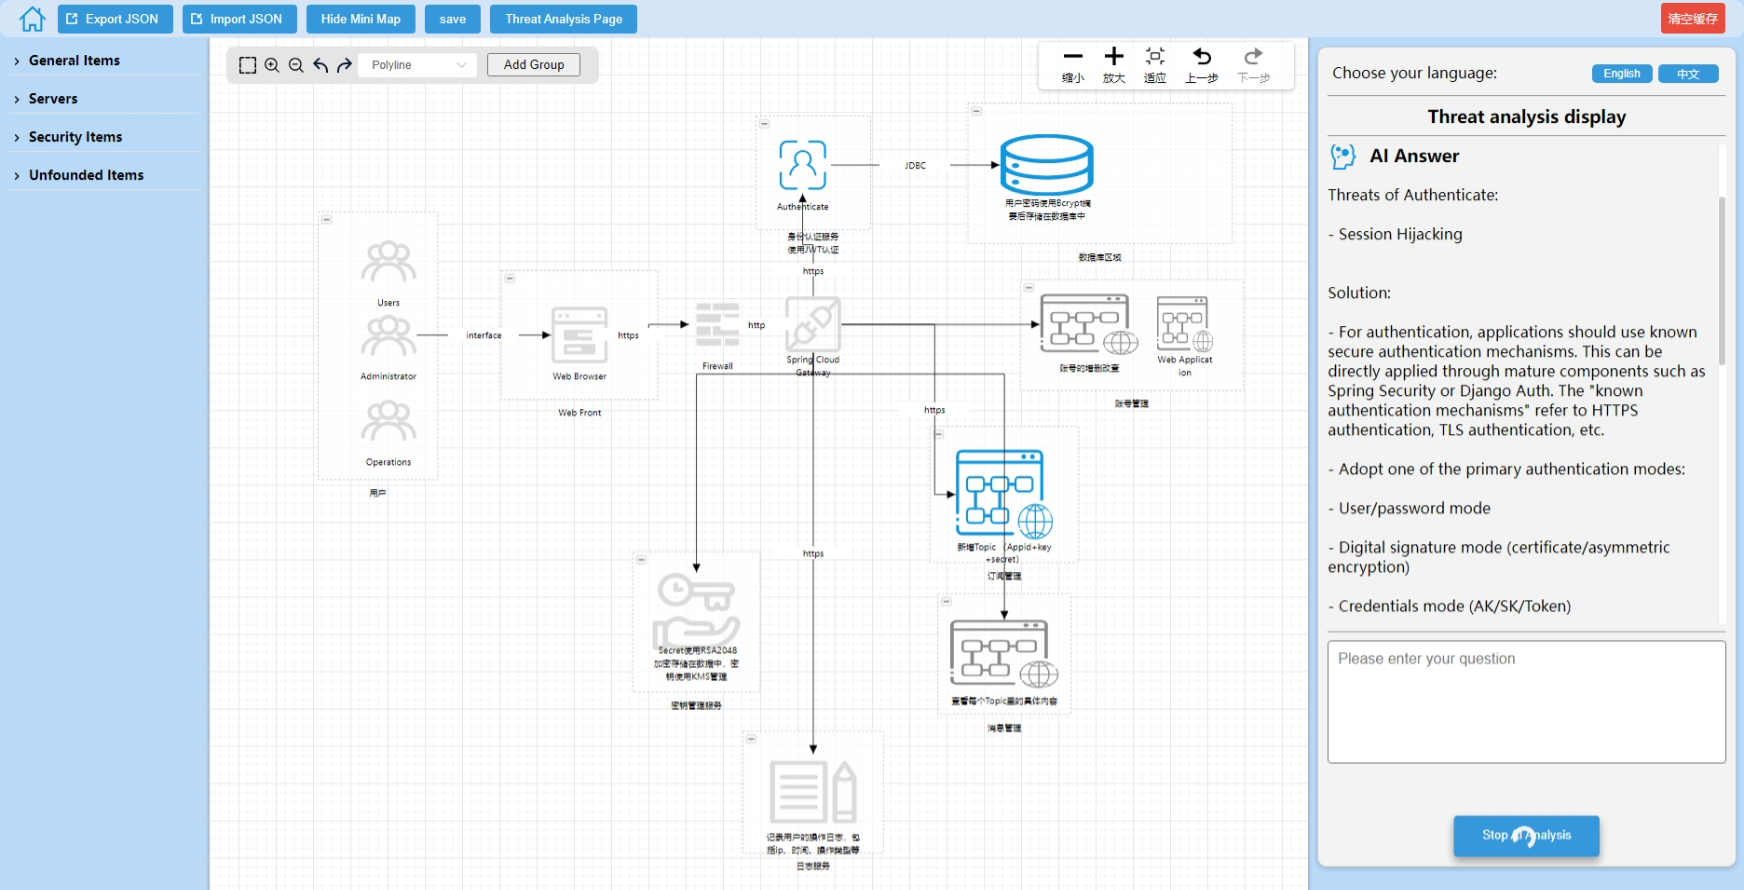 Export JSON
Import JSON
Hide Mini Map
save
Threat Analysis Page
清空缓存
General Items
Servers
Security Items
Unfounded Items
Polyline
Add Group
缩小
放大
适应
上一步
下一步
Authenticate
身份认证服务
使用JWT认证
https
JDBC
用户密码使用Bcrypt摘
要后存储在数据库中
数据库区域
Users
Administrator
Operations
用户
interface
Web Browser
Web Front
https
Firewall
http
Spring Cloud
Gateway
账号的增删改查
Web Applicat
ion
账号管理
https
新增Topic （Appid+key
+secret）
订阅管理
https
Secret使用RSA2048
加密存储在数据中，密
钥使用KMS管理
密钥管理服务
查看每个Topic里的具体内容
消息管理
记录用户的操作日志，包
括ip、时间、操作类型等
日志服务
Choose your language:
English
中文
Threat analysis display
AI Answer
Threats of Authenticate:
- Session Hijacking
Solution:
- For authentication, applications should use known
secure authentication mechanisms. This can be
directly applied through mature components such as
Spring Security or Django Auth. The "known
authentication mechanisms" refer to HTTPS
authentication, TLS authentication, etc.
- Adopt one of the primary authentication modes:
- User/password mode
- Digital signature mode (certificate/asymmetric
encryption)
- Credentials mode (AK/SK/Token)
Please enter your question
Stop AI Analysis